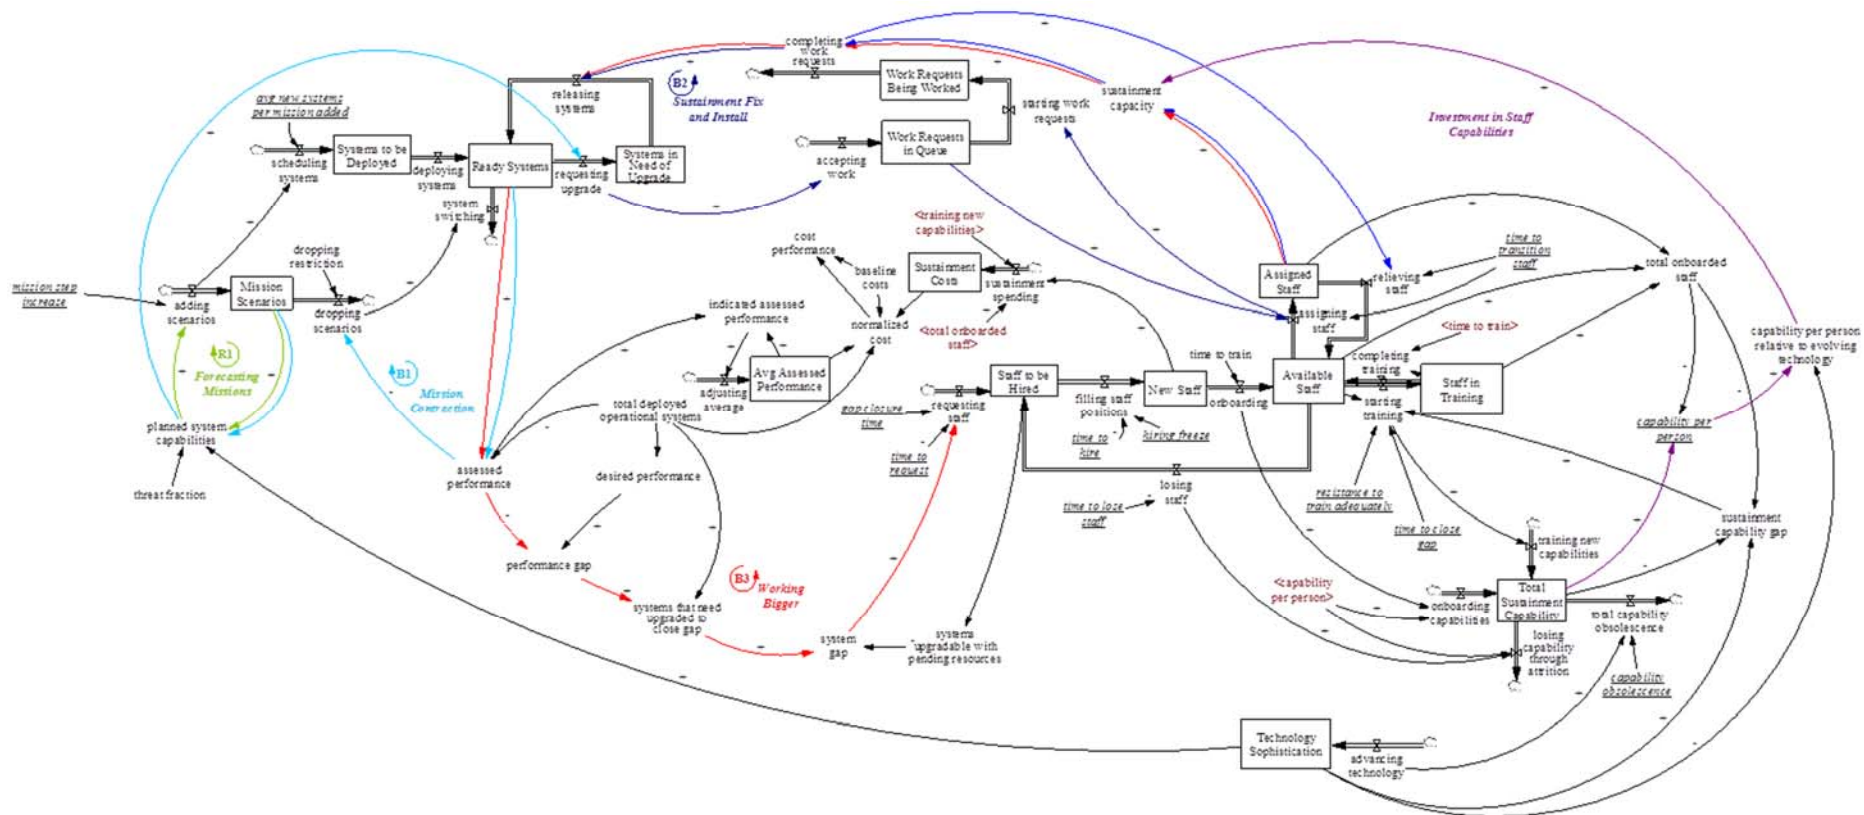 completing
work
requests
avg new systems
per mission added
releasing
systems
B2
Sustainment Fix
and Install
Work Requests
Being Worked
sustainment
capacity
starting work
requests
Investment in Staff
Capabilities
scheduling
systems
Systems to be
Deployed
deploying
systems
Ready Systems
requesting
upgrade
Systems in
Need of
Upgrade
accepting
work
Work Requests
in Queue
system
switching
mission step
increase
adding
scenarios
Mission
Scenarios
dropping
restriction
dropping
scenarios
R1
Forecasting
Missions
B1
Mission
Contraction
planned system
capabilities
threat fraction
assessed
performance
cost
performance
baseline
costs
<training new
capabilities>
Sustainment
Costs
sustainment
spending
<total onboarded
staff>
indicated assessed
performance
normalized
cost
Avg Assessed
Performance
adjusting
average
total deployed
operational systems
desired performance
performance gap
systems that need
upgraded to
close gap
B3
Working
Bigger
system
gap
systems
upgradable with
pending resources
Assigned
Staff
relieving
staff
time to
transition
staff
total onboarded
staff
assigning
staff
<time to train>
capability per person
relative to evolving
technology
Staff to be
Hired
requesting
staff
gap closure
time
time to
request
filling staff
positions
time to
hire
hiring freeze
New Staff
time to train
onboarding
Available
Staff
completing
training
starting
training
Staff in
Training
losing
staff
time to lose
staff
resistance to
train adequately
time to close
gap
capability per
person
sustainment
capability gap
training new
capabilities
<capability
per person>
onboarding
capabilities
Total
Sustainment
Capability
total capability
obsolescence
losing
capability
through
attrition
capability
obsolescence
Technology
Sophistication
advancing
technology